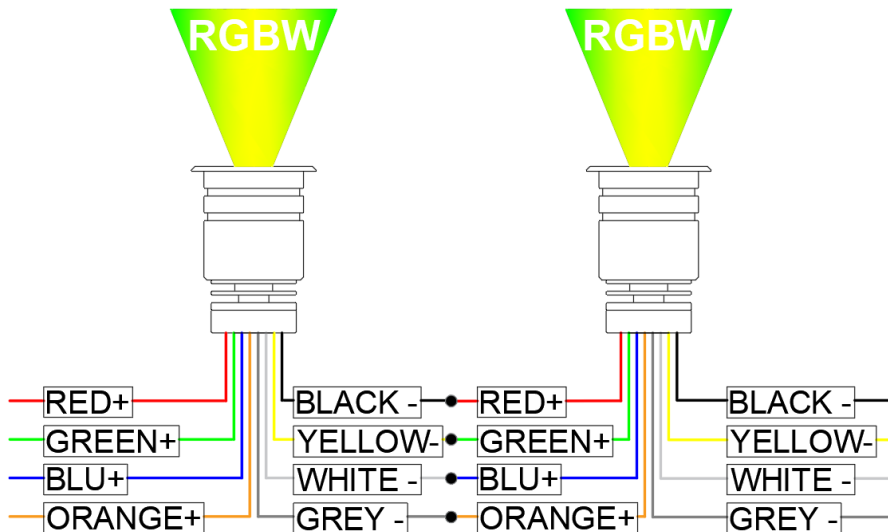 RGBW RGBW
RED+ BLACK - RED+ BLACK -
GREEN+ YELLOW- GREEN+ YELLOW-
BLU+ WHITE - BLU+ WHITE -
ORANGE+ GREY - ORANGE+ GREY -